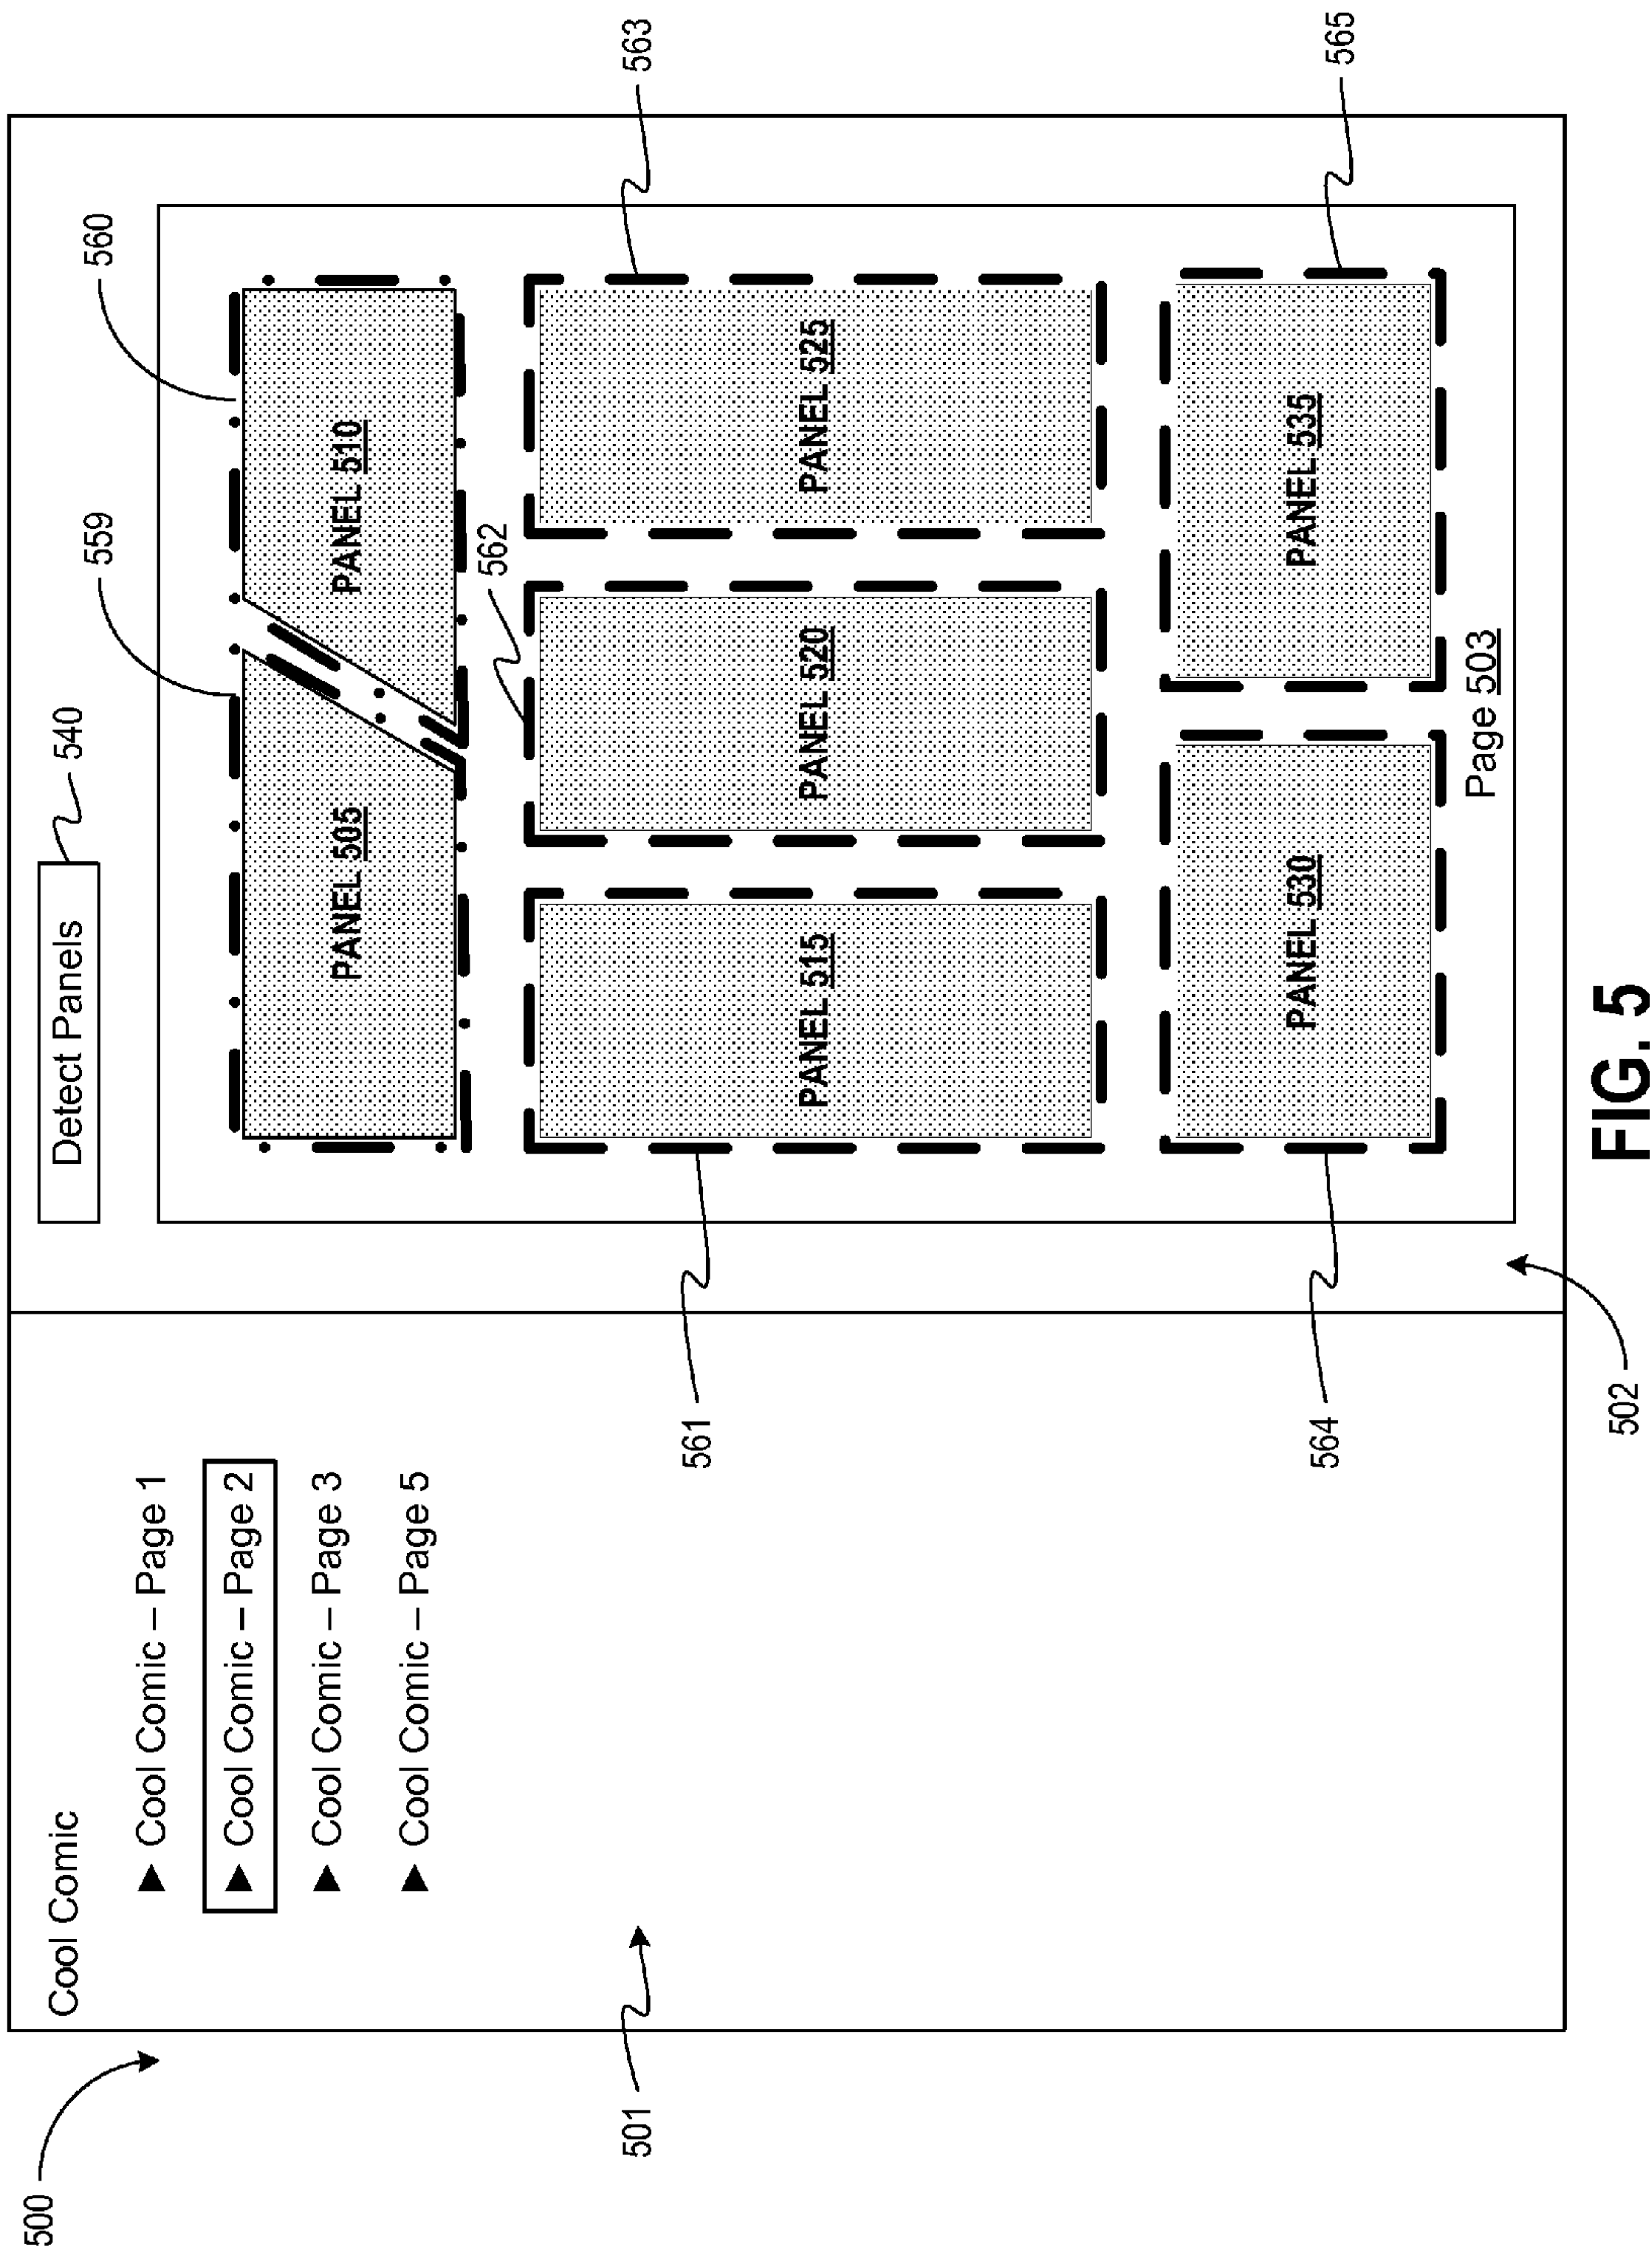 500
Cool Comic
▶ Cool Comic – Page 1
▶ Cool Comic – Page 2
▶ Cool Comic – Page 3
▶ Cool Comic – Page 5
501
Detect Panels
540
559
560
PANEL 505
PANEL 510
562
561
563
PANEL 515
PANEL 520
PANEL 525
564
565
PANEL 530
PANEL 535
Page 503
502
FIG. 5